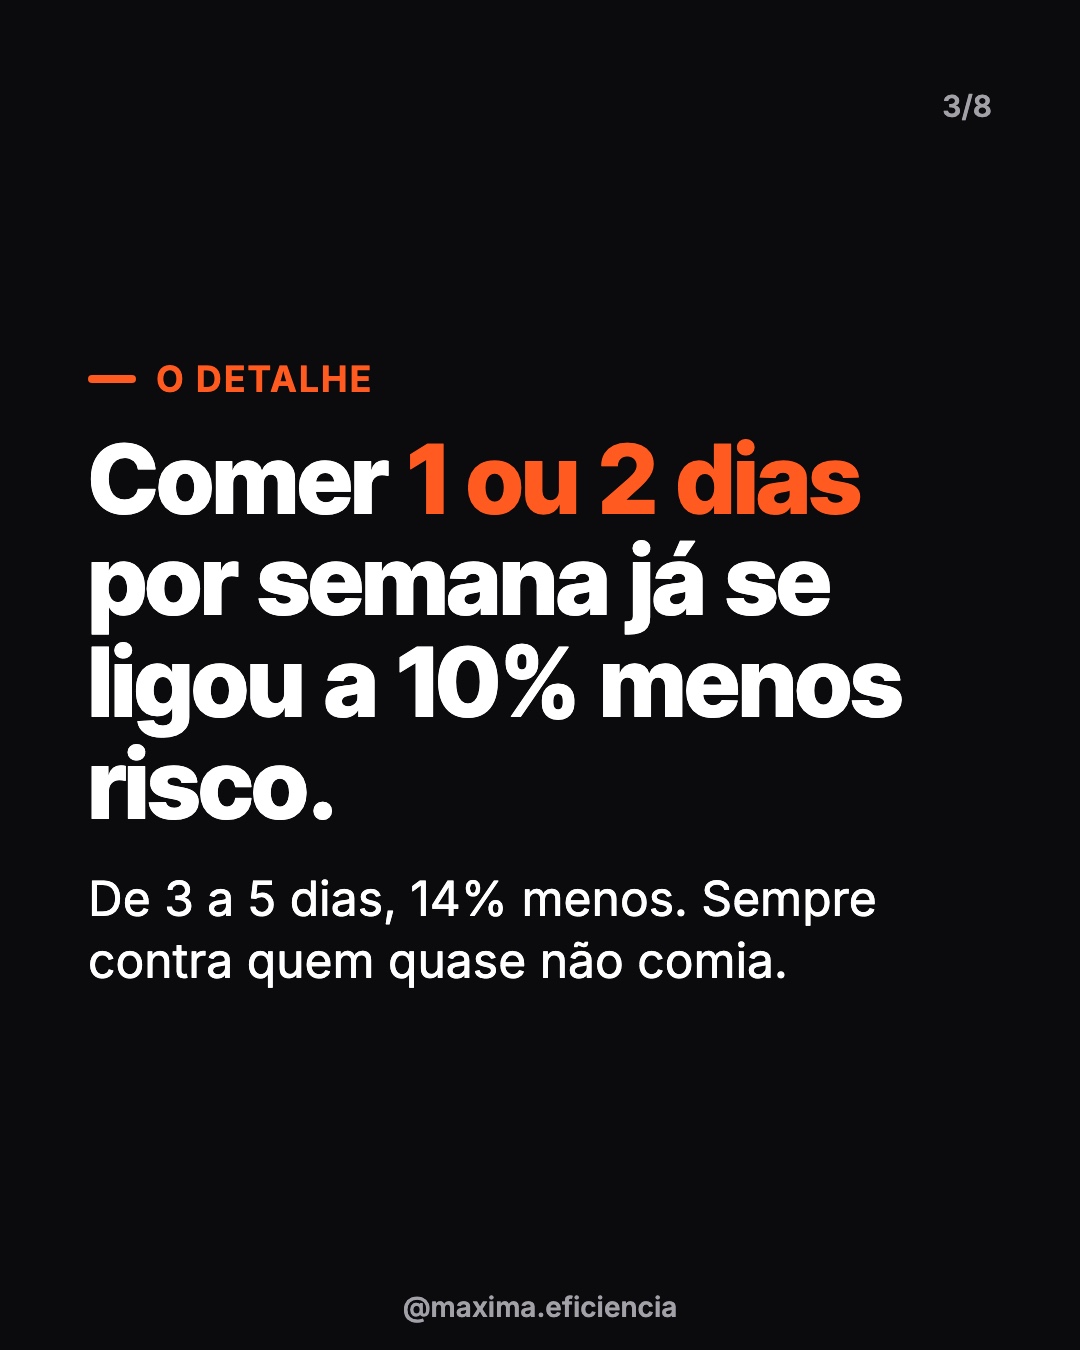 3/8
O DETALHE
Comer 1 ou 2 dias
por semana já se
ligou a 10% menos
risco.
De 3 a 5 dias, 14% menos. Sempre
contra quem quase não comia.
@maxima.eficiencia